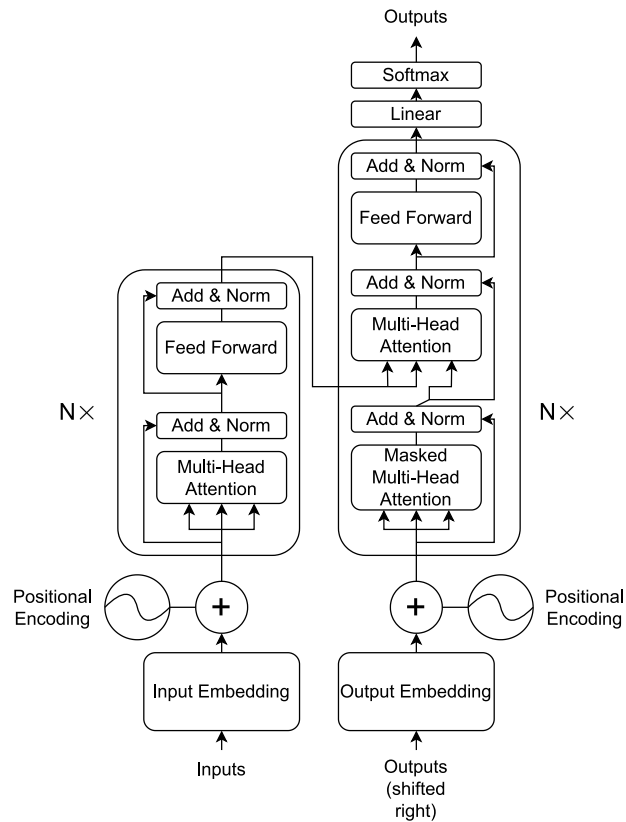 Outputs
Softmax
Linear
Add & Norm
Feed Forward
Add & Norm
Multi-Head
Attention
Add & Norm
Masked
Multi-Head
Attention
N×
Add & Norm
Feed Forward
Add & Norm
Multi-Head
Attention
N×
Positional
Encoding
+
+
Positional
Encoding
Input Embedding
Output Embedding
Inputs
Outputs
(shifted
right)